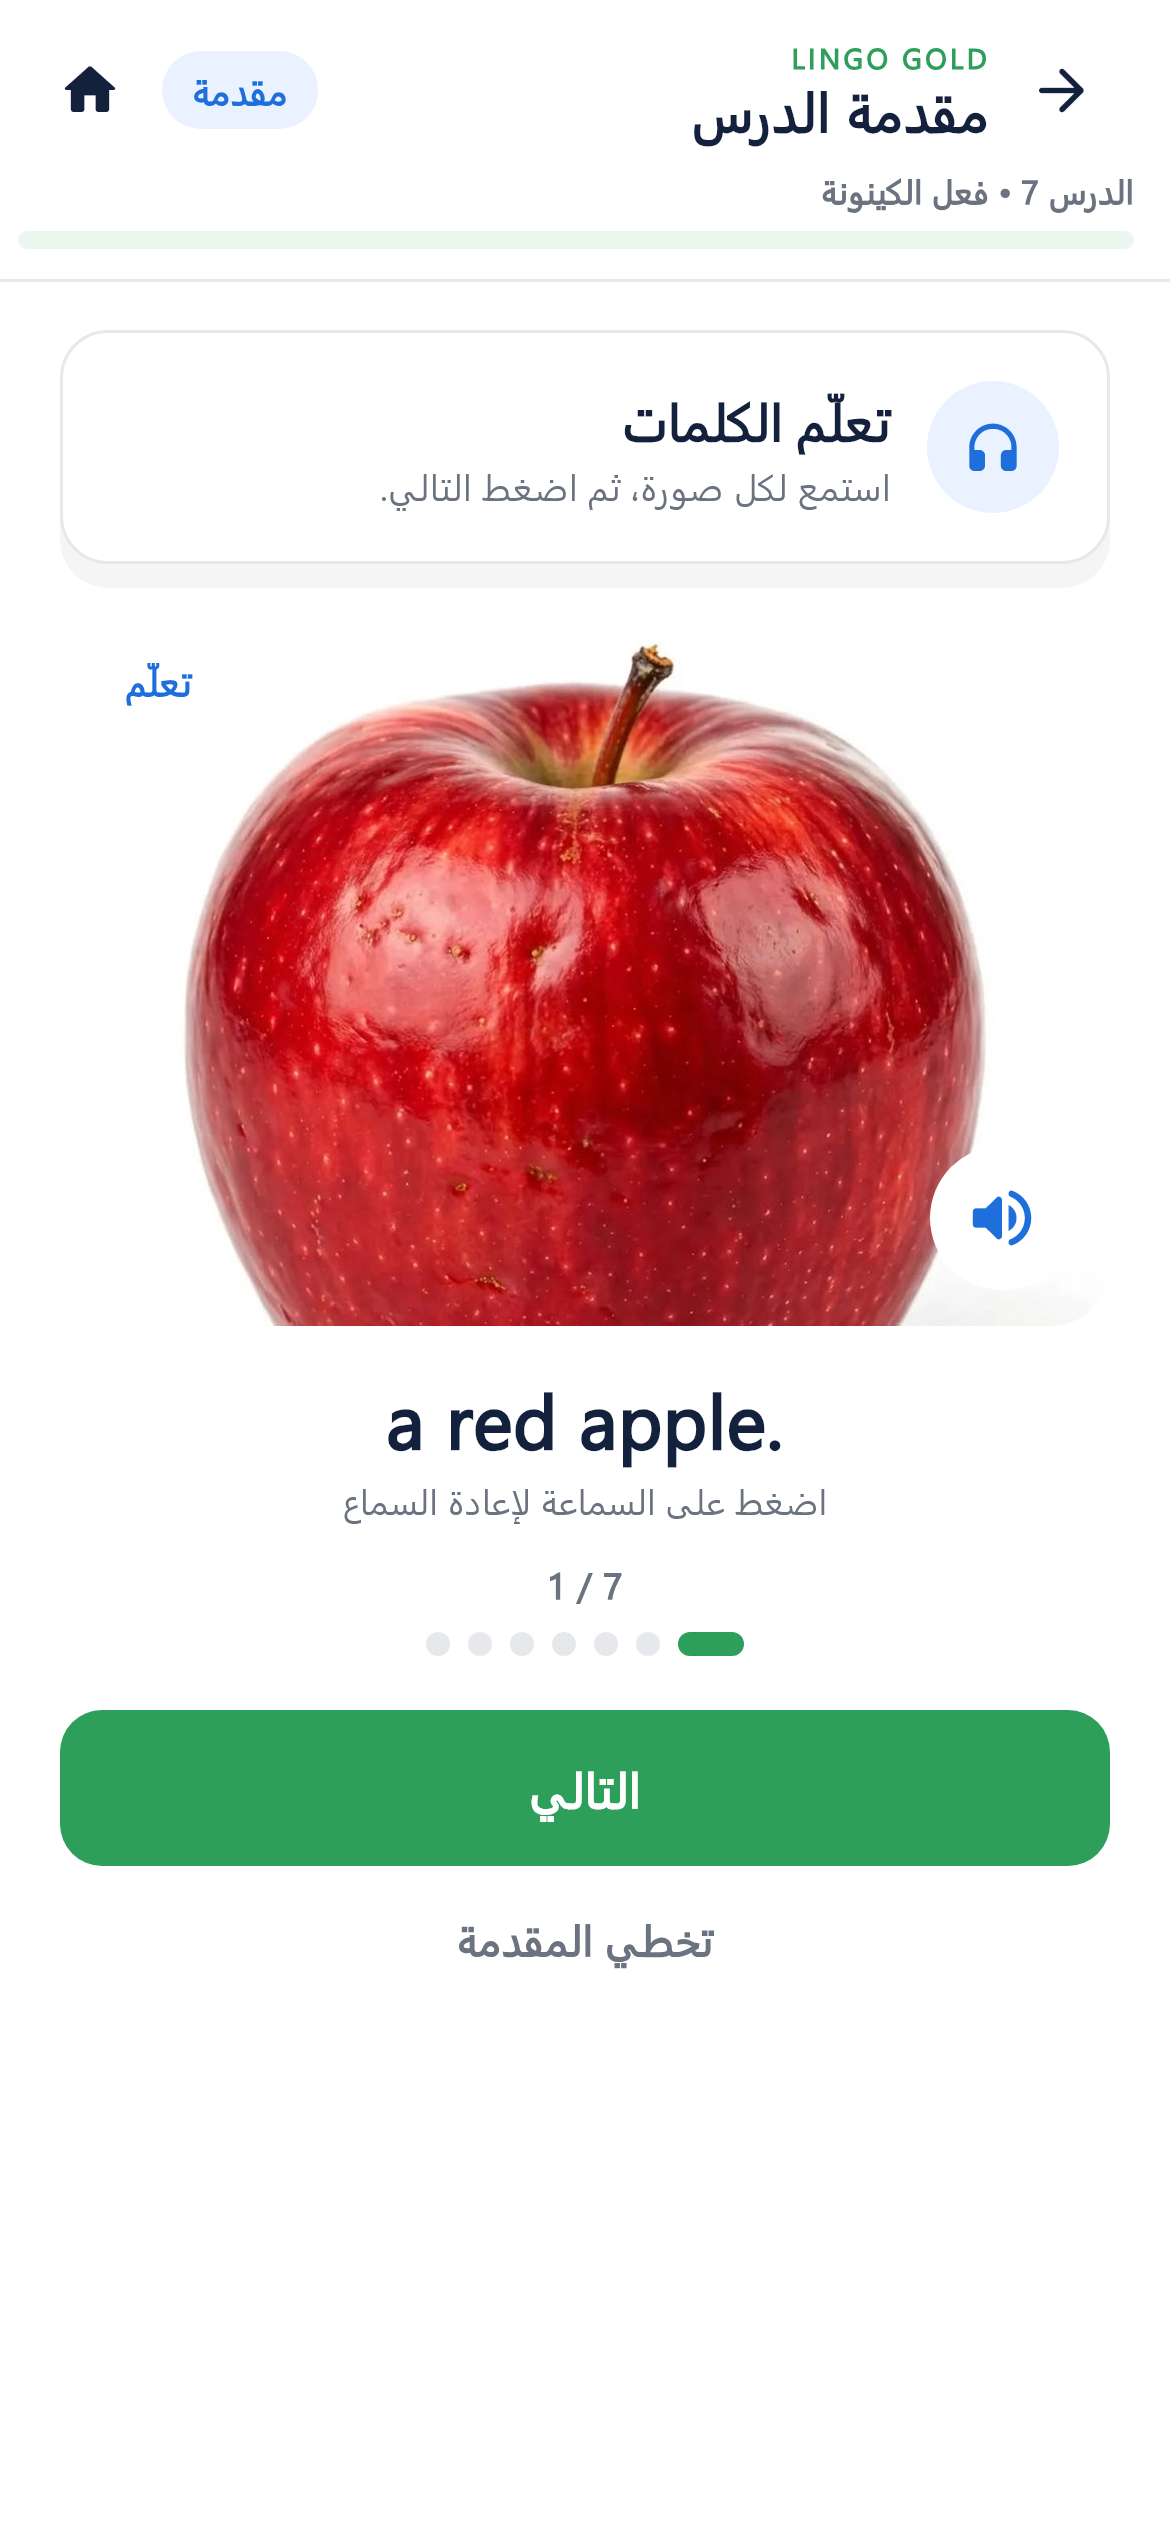 LINGO GOLD
مقدمة الدرس
مقدمة
الدرس 7 • فعل الكينونة
تعلّم الكلمات
استمع لكل صورة، ثم اضغط التالي.
تعلّم
a red apple.
اضغط على السماعة لإعادة السماع
1 / 7
التالي
تخطي المقدمة